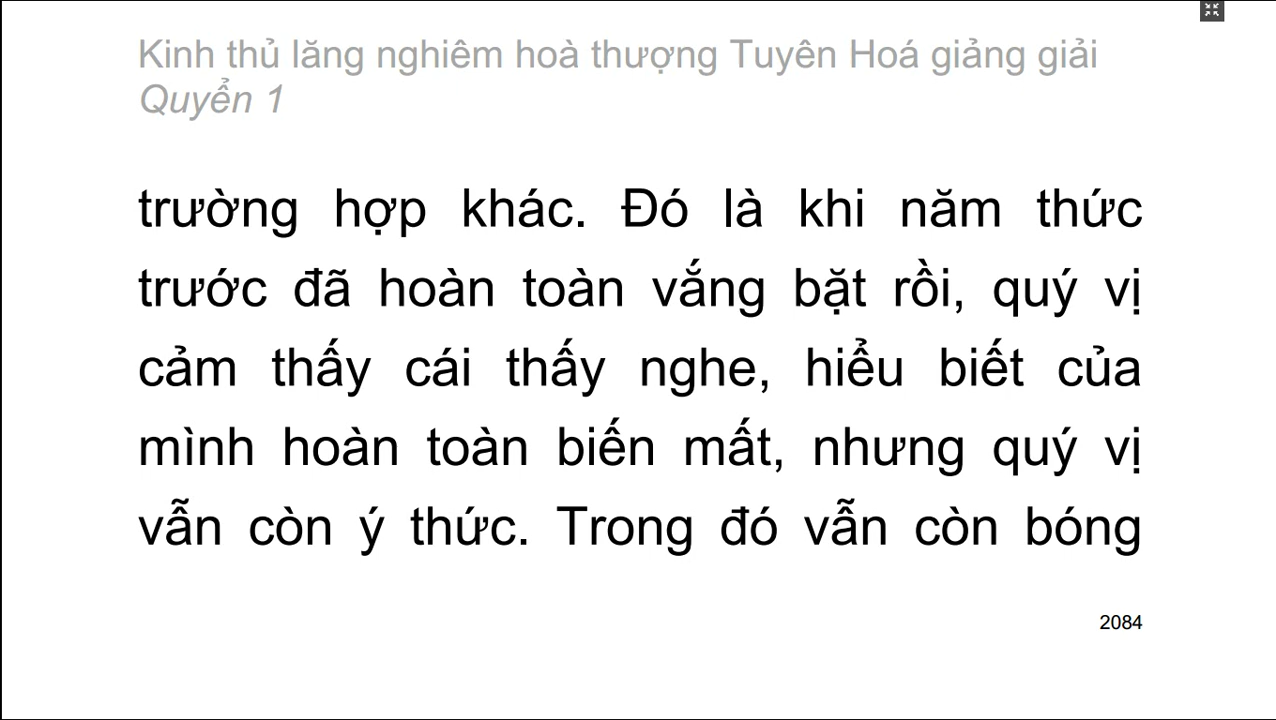 Kinh thủ lăng nghiêm hoà thượng Tuyên Hoá giảng giải
Quyển 1
trường hợp khác. Đó là khi năm thức
trước đã hoàn toàn vắng bặt rồi, quý vị
cảm thấy cái thấy nghe, hiểu biết của
mình hoàn toàn biến mất, nhưng quý vị
vẫn còn ý thức. Trong đó vẫn còn bóng
2084